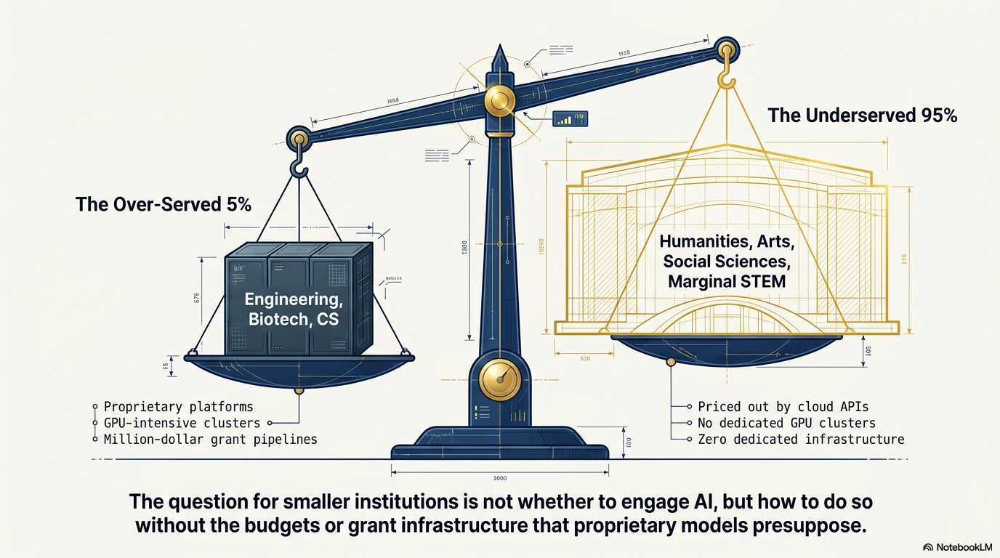 The Underserved 95%
The Over-Served 5%
Engineering,
Biotech, CS
Humanities, Arts,
Social Sciences,
Marginal STEM
Proprietary platforms
GPU-intensive clusters
Million-dollar grant pipelines
Priced out by cloud APIs
No dedicated GPU clusters
Zero dedicated infrastructure
528
1000
The question for smaller institutions is not whether to engage AI, but how to do so
without the budgets or grant infrastructure that proprietary models presuppose.
NotebookLM